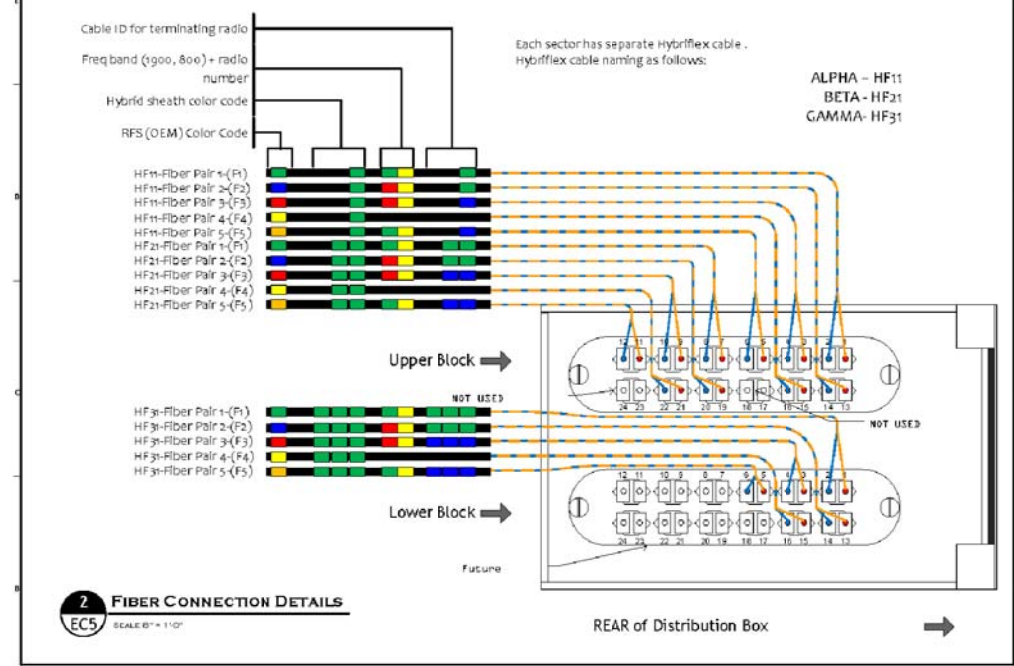 Cable ID for terminating radio
Freq band (1900, 800) + radio
number
Hybrid sheath color code
RFS (OEM) Color Code
Each sector has separate Hybriflex cable .
Hybriflex cable naming as follows:
ALPHA – HF11
BETA - HF21
GAMMA- HF31
HF11-Fiber Pair 1-(F1)
HF11-Fiber Pair 2-(F2)
HF11-Fiber Pair 3-(F3)
HF11-Fiber Pair 4-(F4)
HF11-Fiber Pair 5-(F5)
HF21-Fiber Pair 1-(F1)
HF21-Fiber Pair 2-(F2)
HF21-Fiber Pair 3-(F3)
HF21-Fiber Pair 4-(F4)
HF21-Fiber Pair 5-(F5)
Upper Block
12 11 10 9 8 7 6 5 4 3 2 1
24 23 22 21 20 19 18 17 16 15 14 13
NOT USED
NOT USED
HF31-Fiber Pair 1-(F1)
HF31-Fiber Pair 2-(F2)
HF31-Fiber Pair 3-(F3)
HF31-Fiber Pair 4-(F4)
HF31-Fiber Pair 5-(F5)
Lower Block
12 11 10 9 8 7 6 5 4 3 2 1
24 23 22 21 20 19 18 17 16 15 14 13
Future
2
EC5
FIBER CONNECTION DETAILS
REAR of Distribution Box